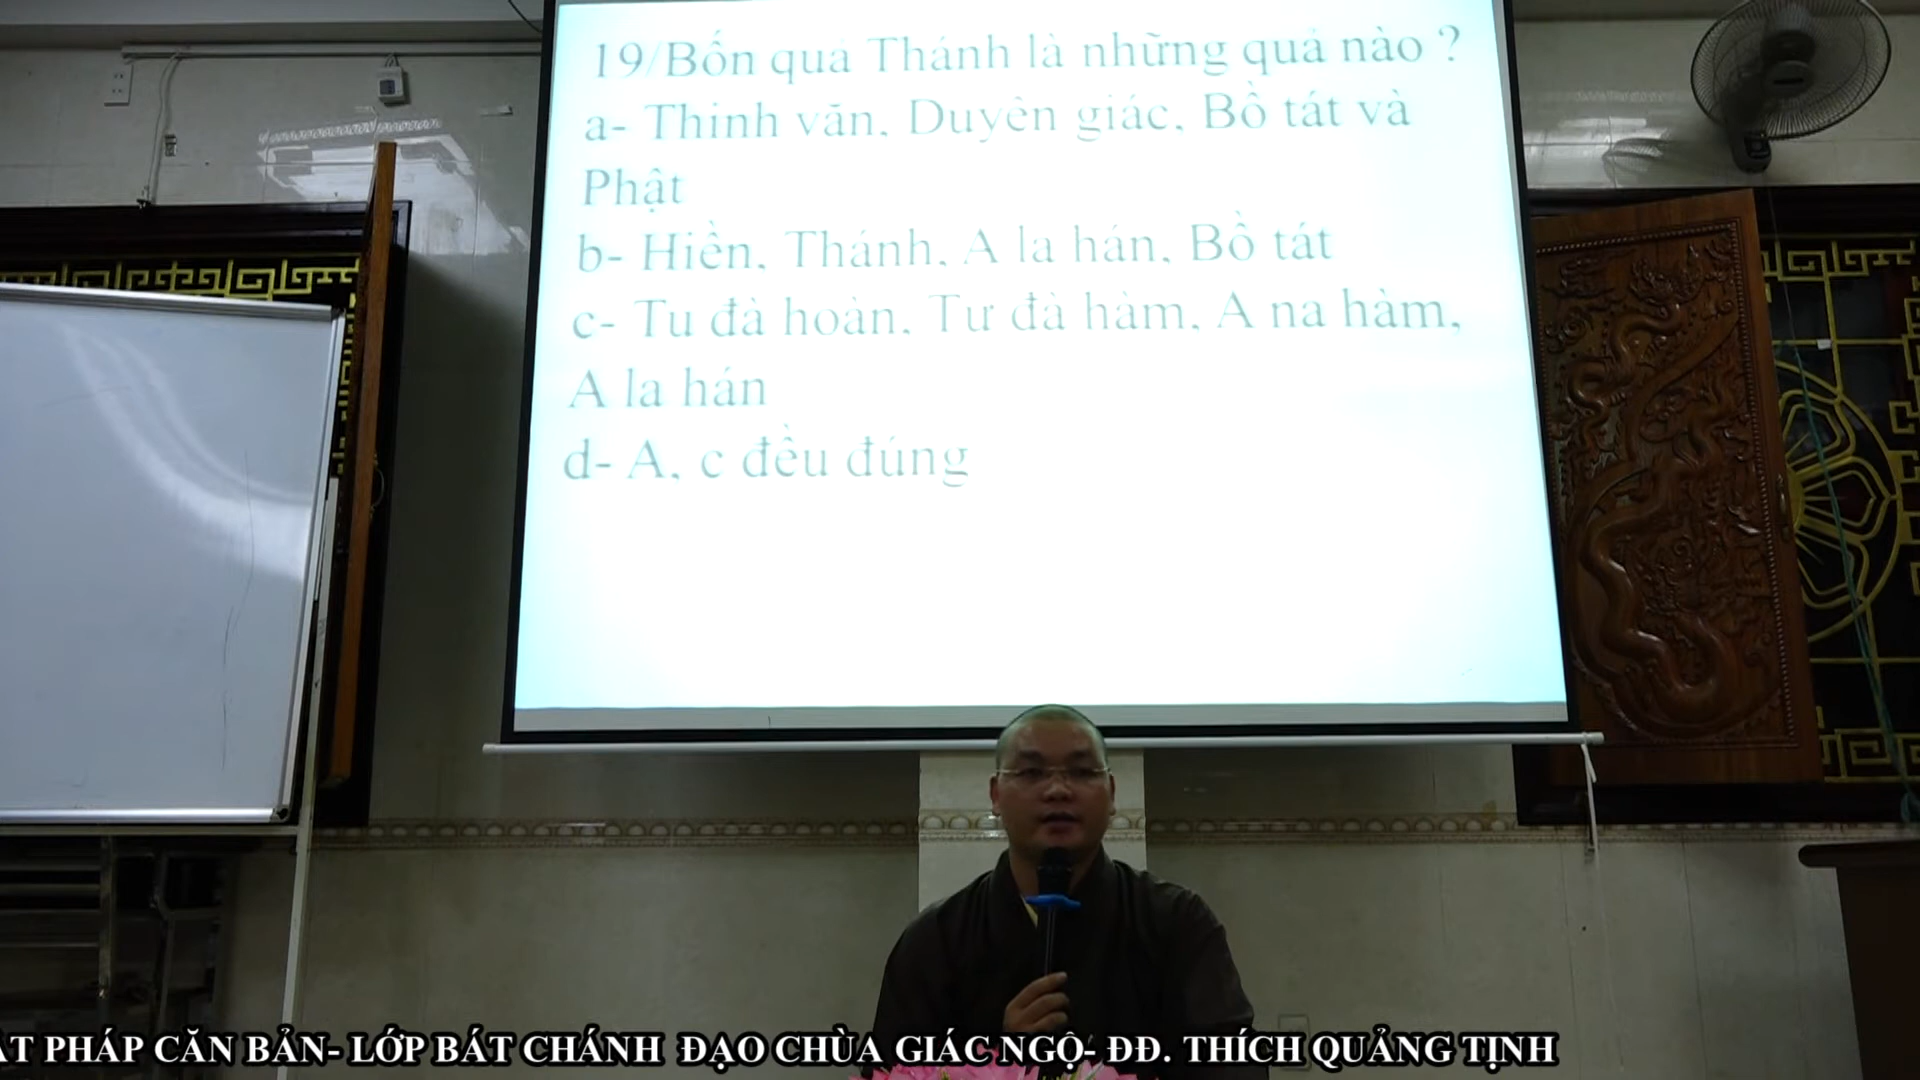 19/Bốn quả Thánh là những quả nào ?
a- Thinh văn, Duyên giác, Bồ tát và
Phật
b- Hiền, Thánh, A la hán, Bồ tát
c- Tu đà hoàn, Tư đà hàm, A na hàm,
A la hán
d- A, c đều đúng
ẬT PHÁP CĂN BẢN- LỚP BÁT CHÁNH ĐẠO CHÙA GIÁC NGỘ- ĐĐ. THÍCH QUẢNG TỊNH